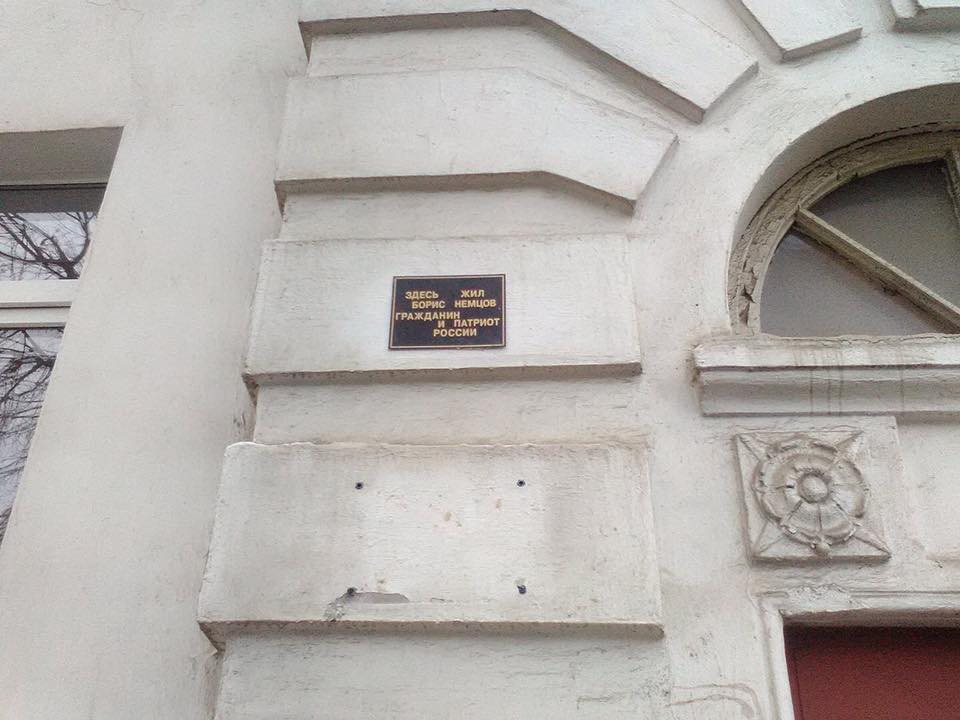 ЗДЕСЬ ЖИЛ
БОРИС НЕМЦОВ
ГРАЖДАНИН
И ПАТРИОТ
РОССИИ